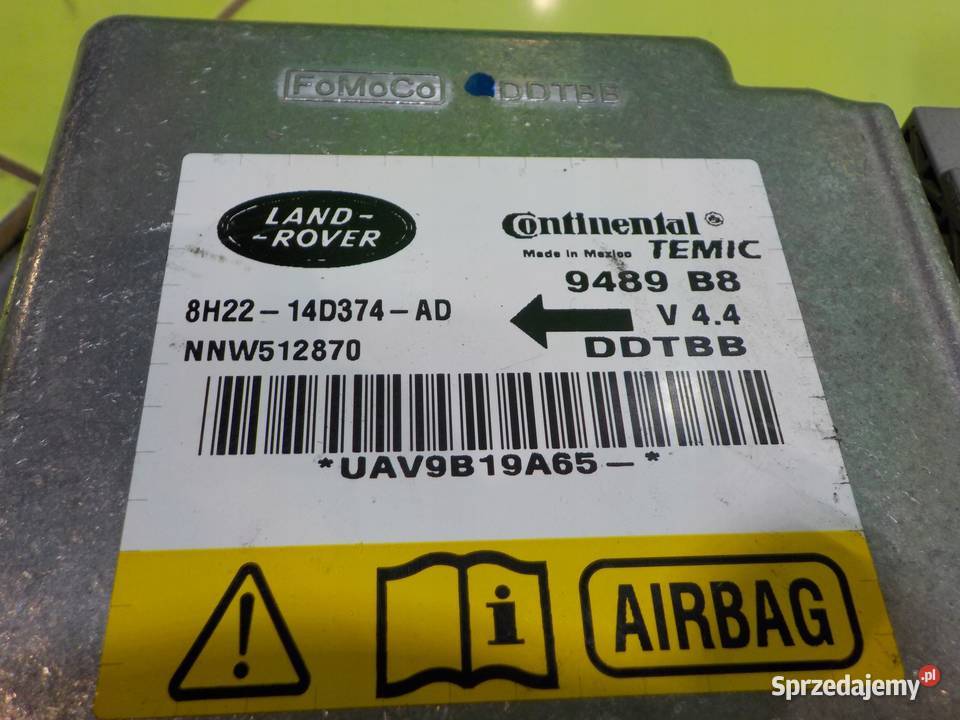 FoMoCo DDTBB
LAND-
-ROVER
Continental
Made in Mexico TEMIC
9489 B8
8H22-14D374-AD
V 4.4
NNW512870
DDTBB
*UAV9B19A65-*
i
AIRBAG
Sprzedajemy.pl